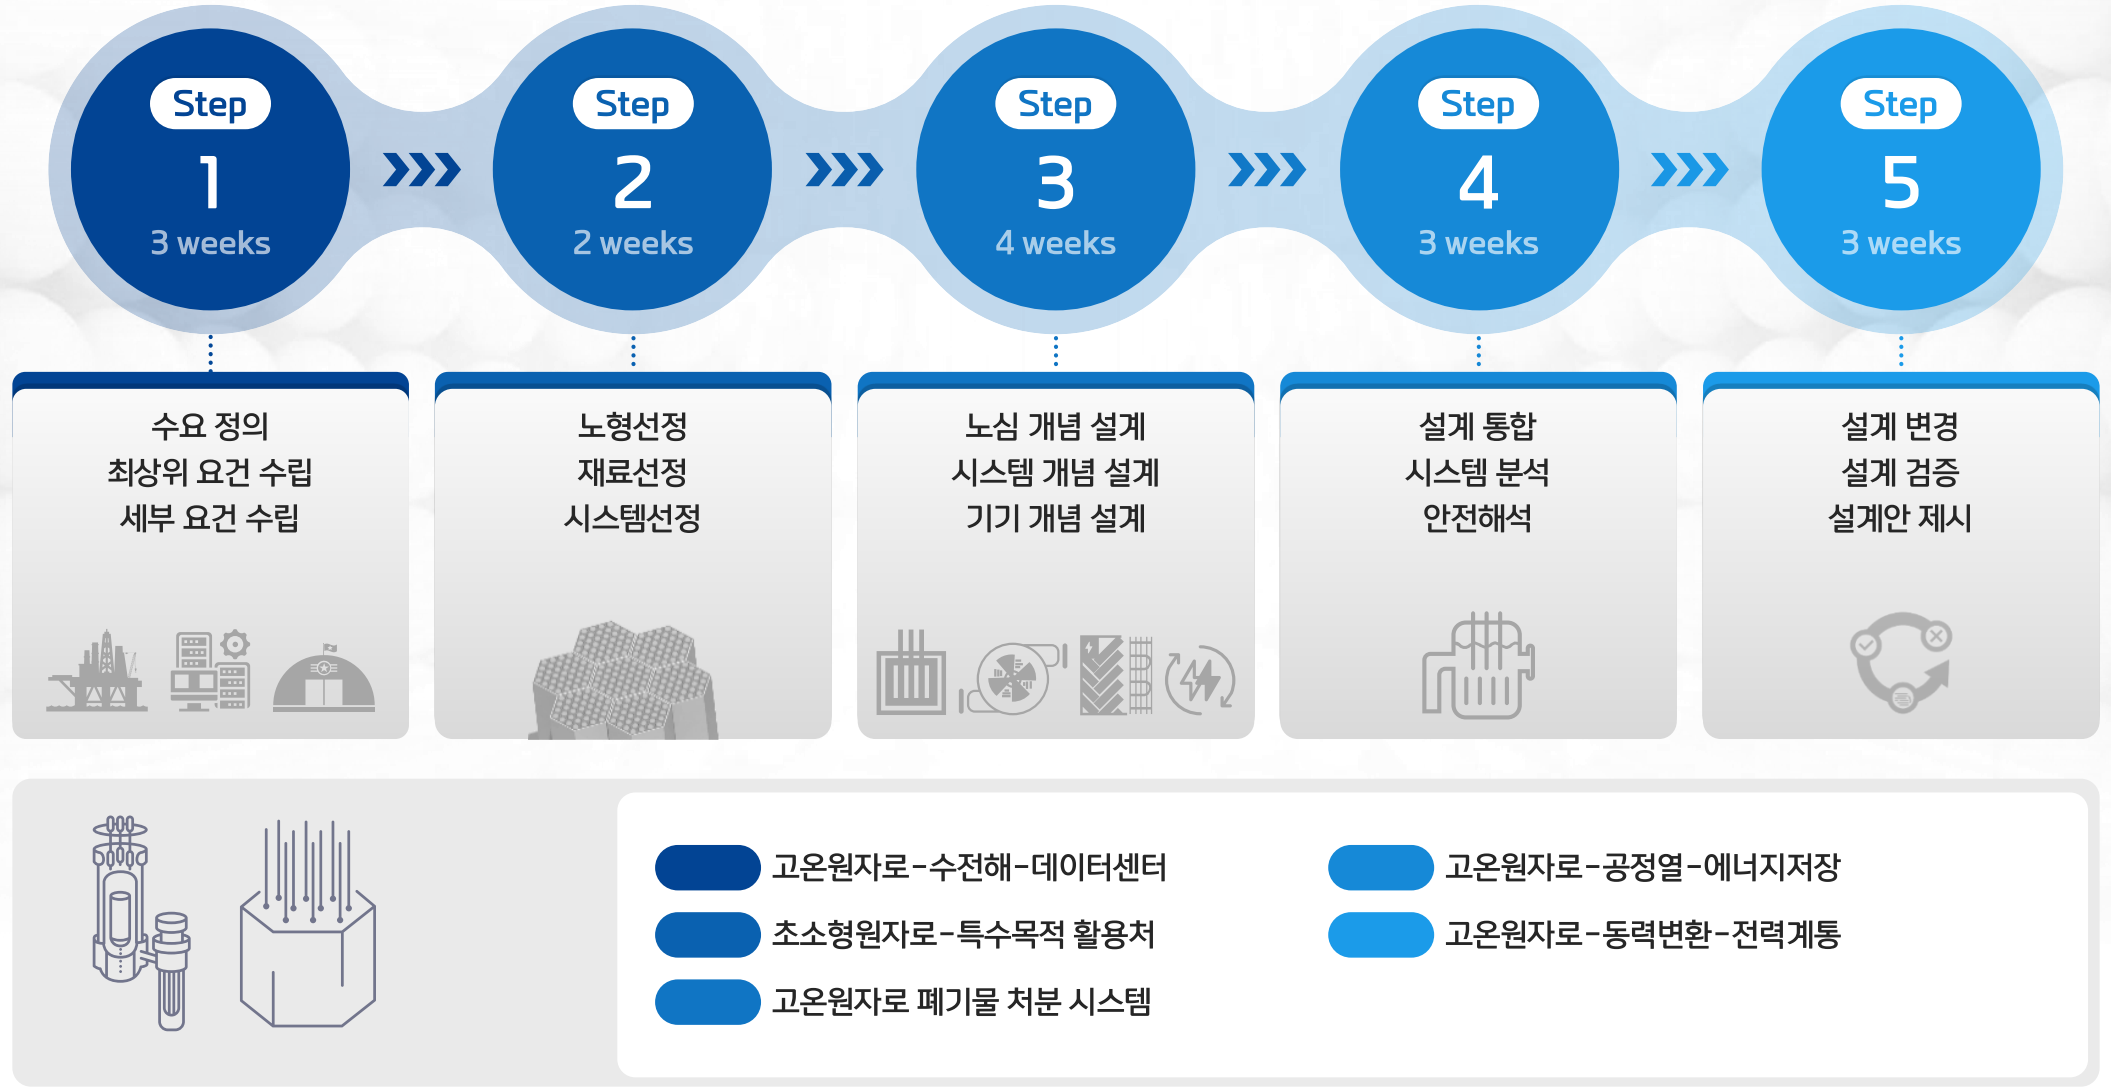 Step
1
3 weeks
Step
2
2 weeks
Step
3
4 weeks
Step
4
3 weeks
Step
5
3 weeks
수요 정의
최상위 요건 수립
세부 요건 수립
노형선정
재료선정
시스템선정
노심 개념 설계
시스템 개념 설계
기기 개념 설계
설계 통합
시스템 분석
안전해석
설계 변경
설계 검증
설계안 제시
고온원자로-수전해-데이터센터
초소형원자로-특수목적 활용처
고온원자로 폐기물 처분 시스템
고온원자로-공정열-에너지저장
고온원자로-동력변환-전력계통